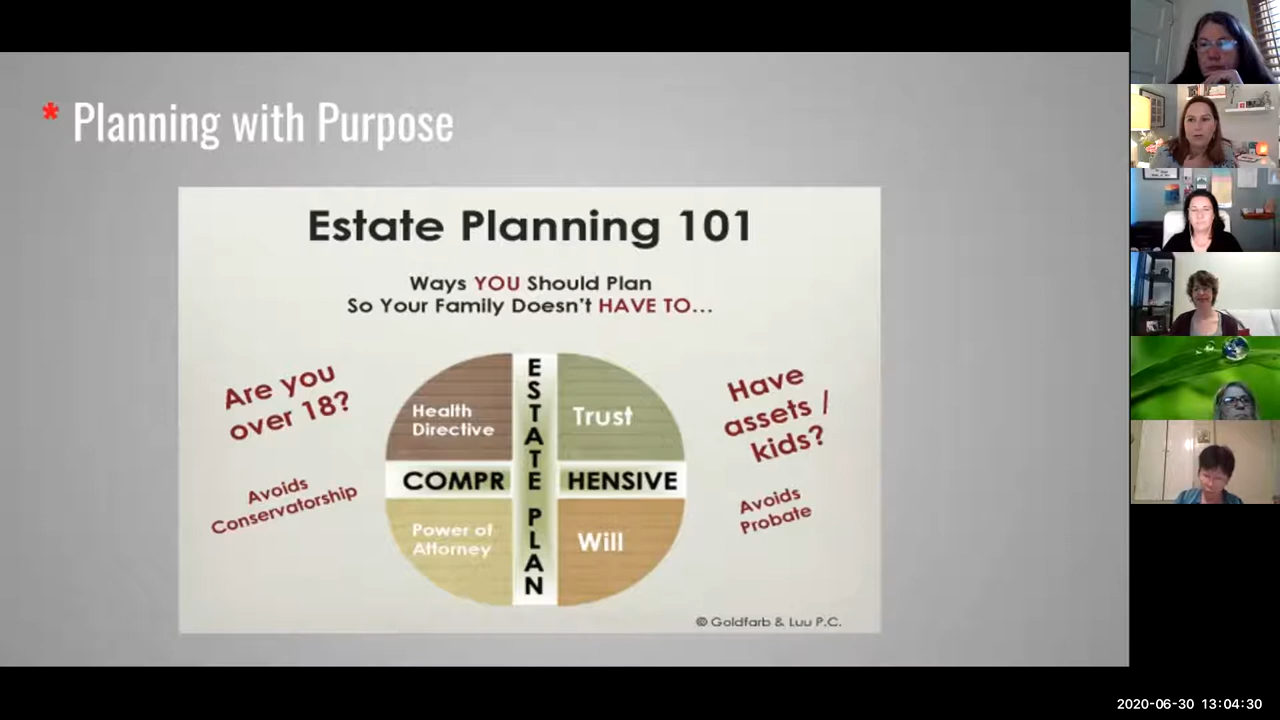 * Planning with Purpose
Estate Planning 101
Ways YOU Should Plan
So Your Family Doesn't HAVE TO...
Are you
over 18?
Avoids
Conservatorship
Health
Directive
Trust
COMPR HENSIVE
ESTATE PLAN
Power of
Attorney
Will
Have
assets /
kids?
Avoids
Probate
© Goldfarb & Luu P.C.
2020-06-30 13:04:30